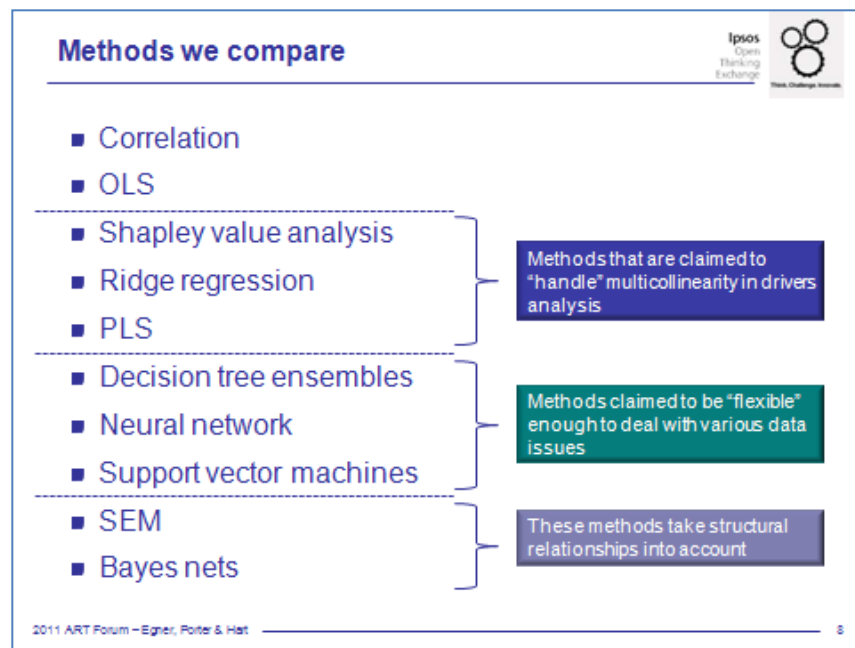 Methods we compare
Ipsos
Open
Thinking
Exchange
Think. Challenge. Innovate.
Correlation
OLS
Shapley value analysis
Ridge regression
PLS
Methods that are claimed to
“handle” multicollinearity in drivers
analysis
Decision tree ensembles
Neural network
Support vector machines
Methods claimed to be “flexible”
enough to deal with various data
issues
SEM
Bayes nets
These methods take structural
relationships into account
2011 ART Forum – Egner, Porter & Hart
8